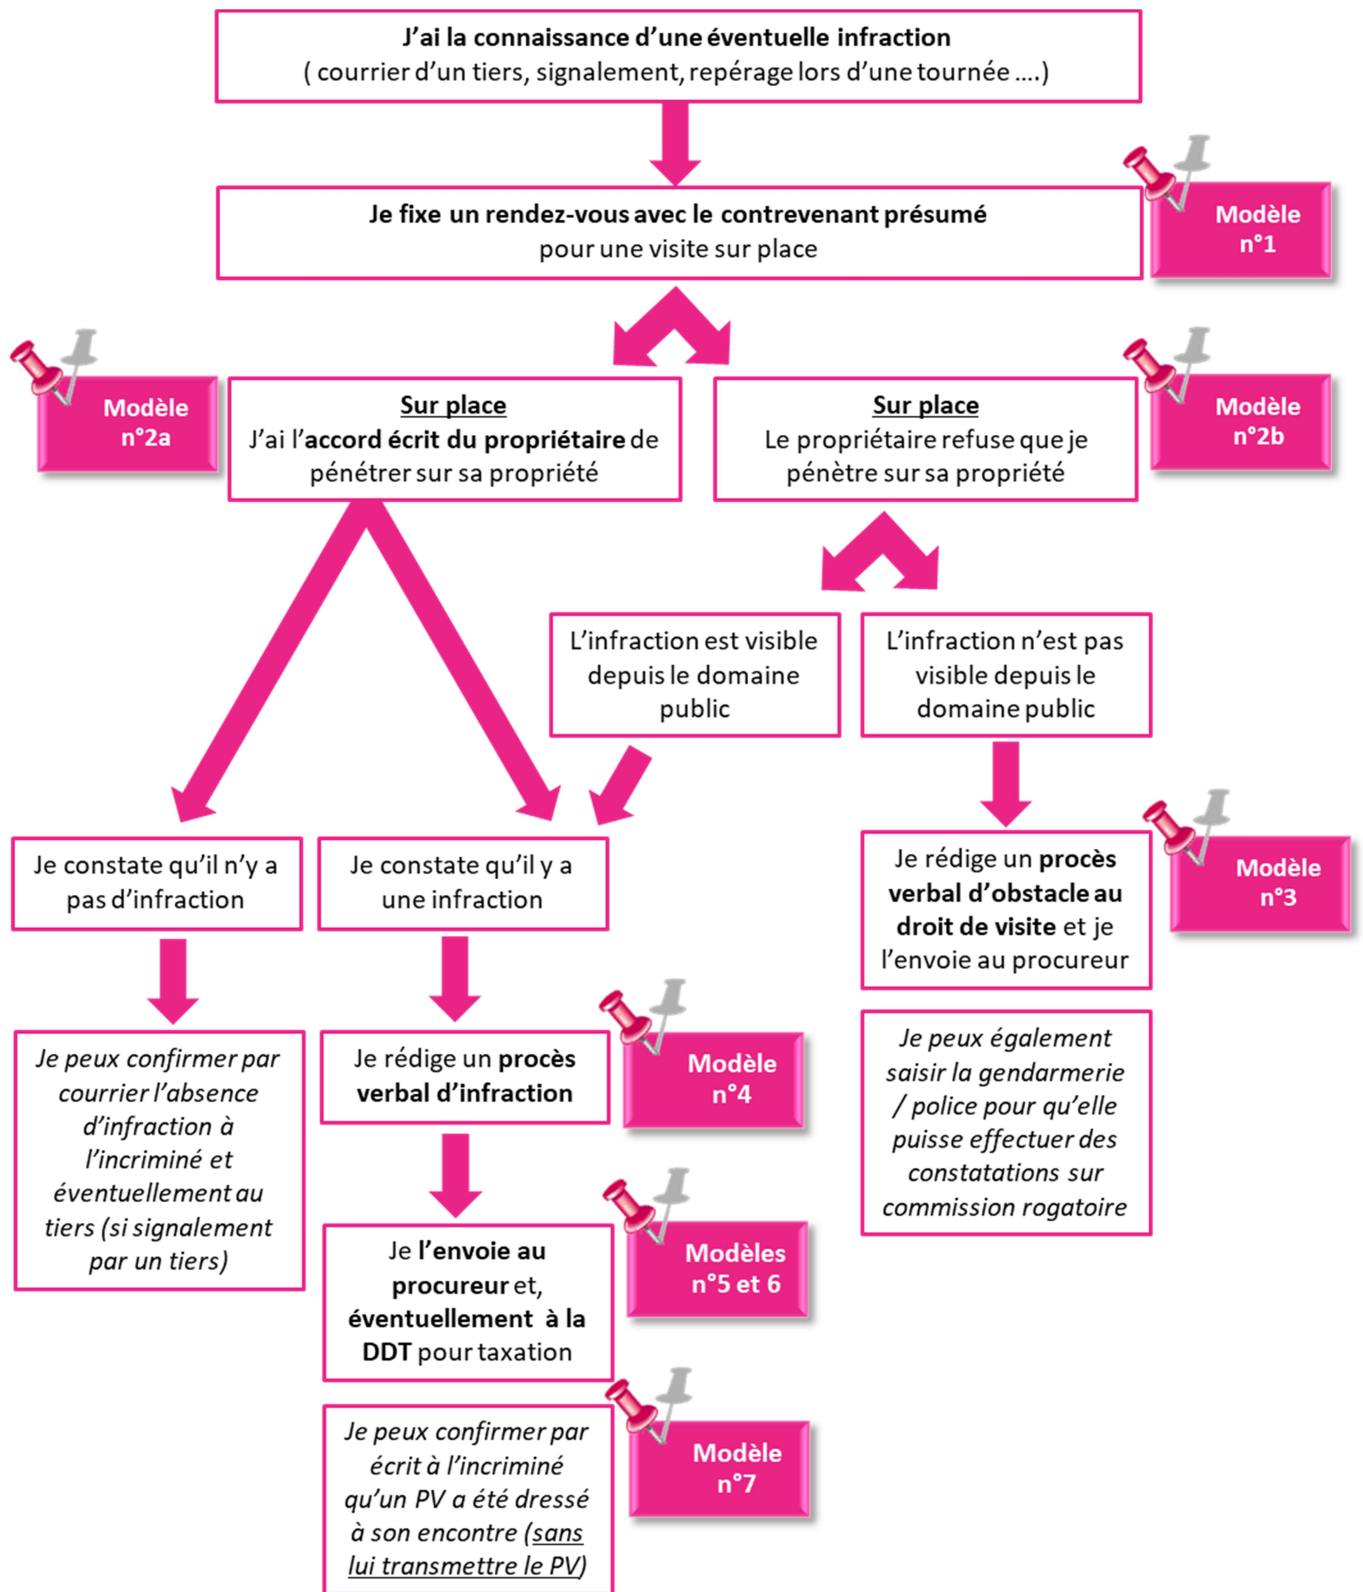 J'ai la connaissance d'une éventuelle infraction
( courrier d'un tiers, signalement, repérage lors d'une tournée ....)
Je fixe un rendez-vous avec le contrevenant présumé
pour une visite sur place
Modèle
n°1
Modèle
n°2a
Sur place
J'ai l'accord écrit du propriétaire de
pénétrer sur sa propriété
Sur place
Le propriétaire refuse que je
pénètre sur sa propriété
Modèle
n°2b
L'infraction est visible
depuis le domaine
public
L'infraction n'est pas
visible depuis le
domaine public
Je constate qu'il n'y a
pas d'infraction
Je constate qu'il y a
une infraction
Je rédige un procès
verbal d'obstacle au
droit de visite et je
l'envoie au procureur
Modèle
n°3
Je peux confirmer par
courrier l'absence
d'infraction à
l'incriminé et
éventuellement au
tiers (si signalement
par un tiers)
Je rédige un procès
verbal d'infraction
Modèle
n°4
Je peux également
saisir la gendarmerie
/ police pour qu'elle
puisse effectuer des
constatations sur
commission rogatoire
Je l'envoie au
procureur et,
éventuellement à la
DDT pour taxation
Modèles
n°5 et 6
Je peux confirmer par
écrit à l'incriminé
qu'un PV a été dressé
à son encontre (sans
lui transmettre le PV)
Modèle
n°7